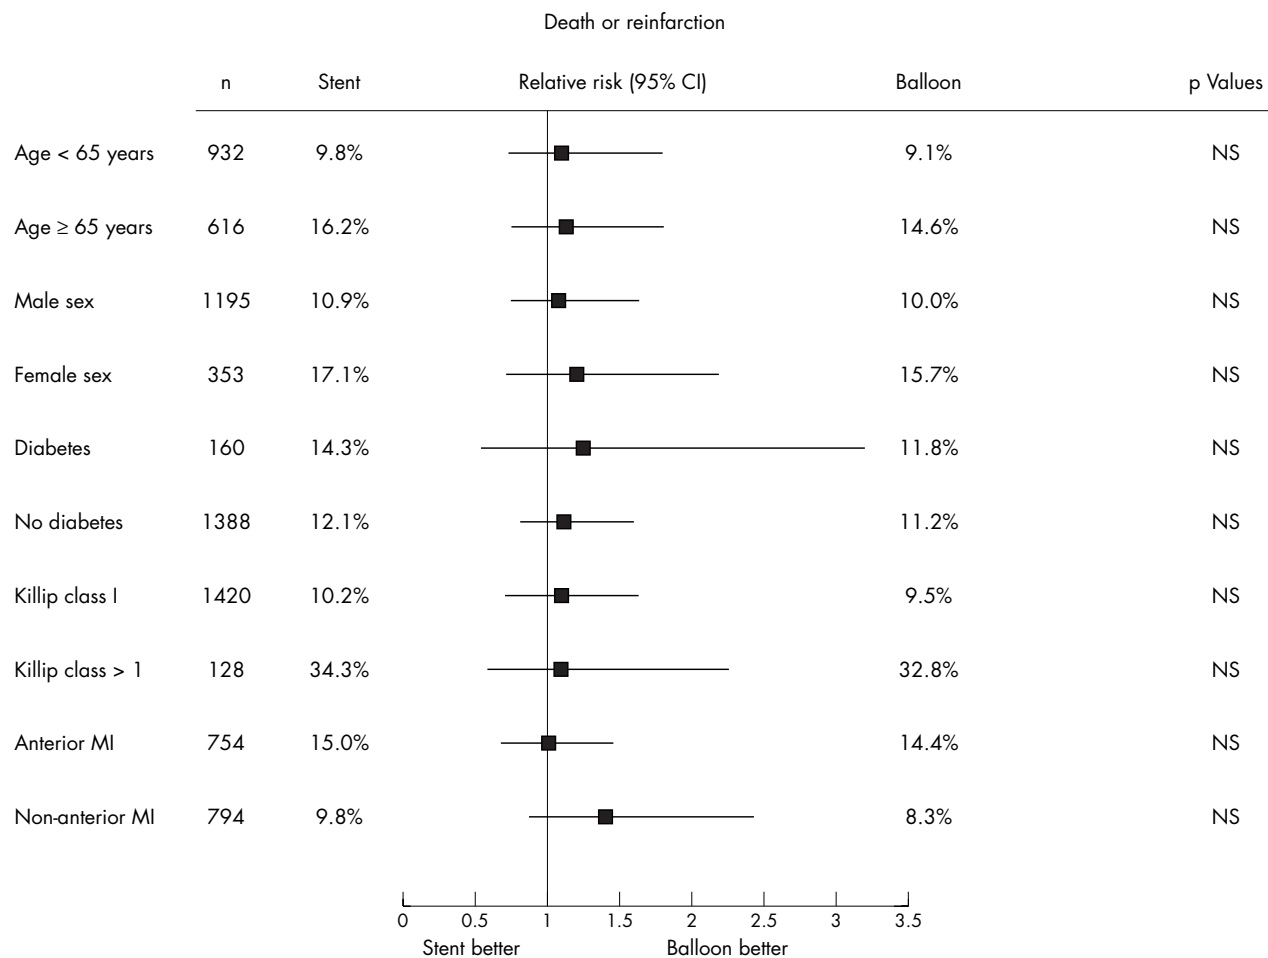 Death or reinfarction
n Stent Relative risk (95% CI) Balloon p Values
Age < 65 years 932 9.8% 9.1% NS
Age ≥ 65 years 616 16.2% 14.6% NS
Male sex 1195 10.9% 10.0% NS
Female sex 353 17.1% 15.7% NS
Diabetes 160 14.3% 11.8% NS
No diabetes 1388 12.1% 11.2% NS
Killip class I 1420 10.2% 9.5% NS
Killip class > 1 128 34.3% 32.8% NS
Anterior MI 754 15.0% 14.4% NS
Non-anterior MI 794 9.8% 8.3% NS
0 0.5 1 1.5 2 2.5 3 3.5
Stent better Balloon better